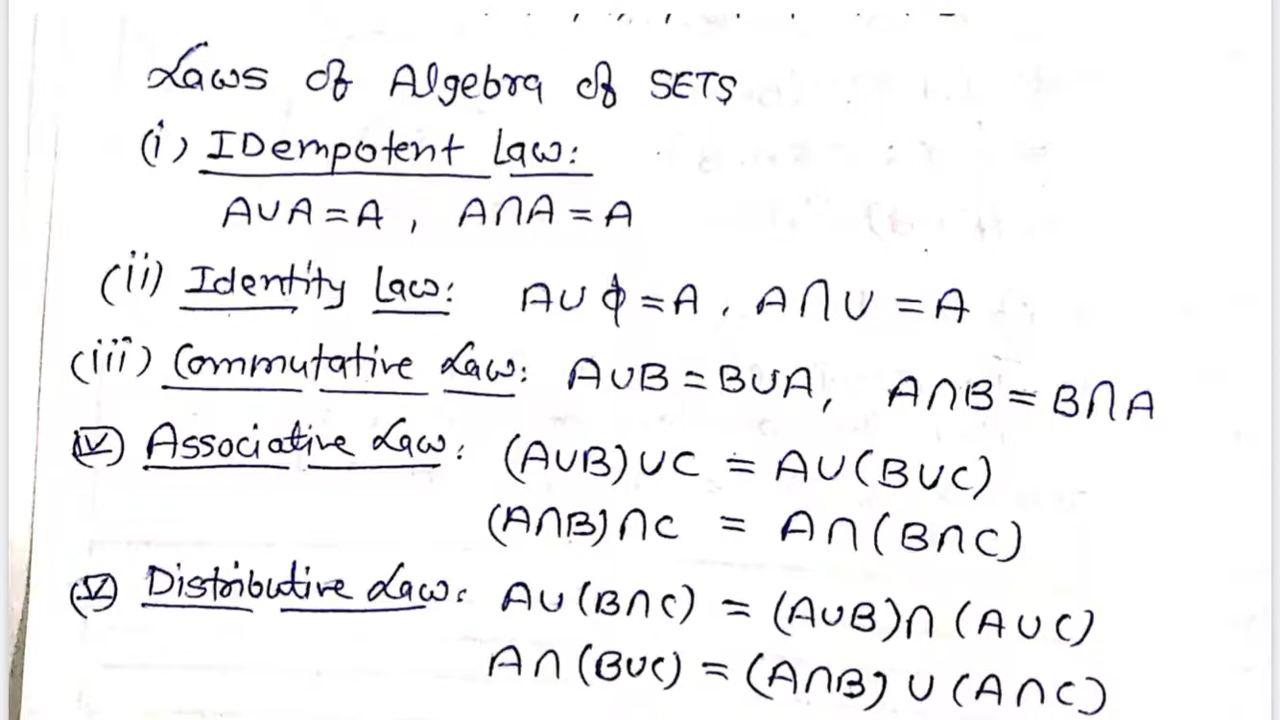 Laws of Algebra of SETS
(i) IDempotent Law:
A∪A = A , A∩A = A
(ii) Identity Law: A∪ϕ = A , A∩U = A
(iii) Commutative Law: A∪B = B∪A, A∩B = B∩A
(iv) Associative Law: (A∪B)∪C = A∪(B∪C)
(A∩B)∩C = A∩(B∩C)
(v) Distributive Law: A∪(B∩C) = (A∪B)∩(A∪C)
A∩(B∪C) = (A∩B)∪(A∩C)